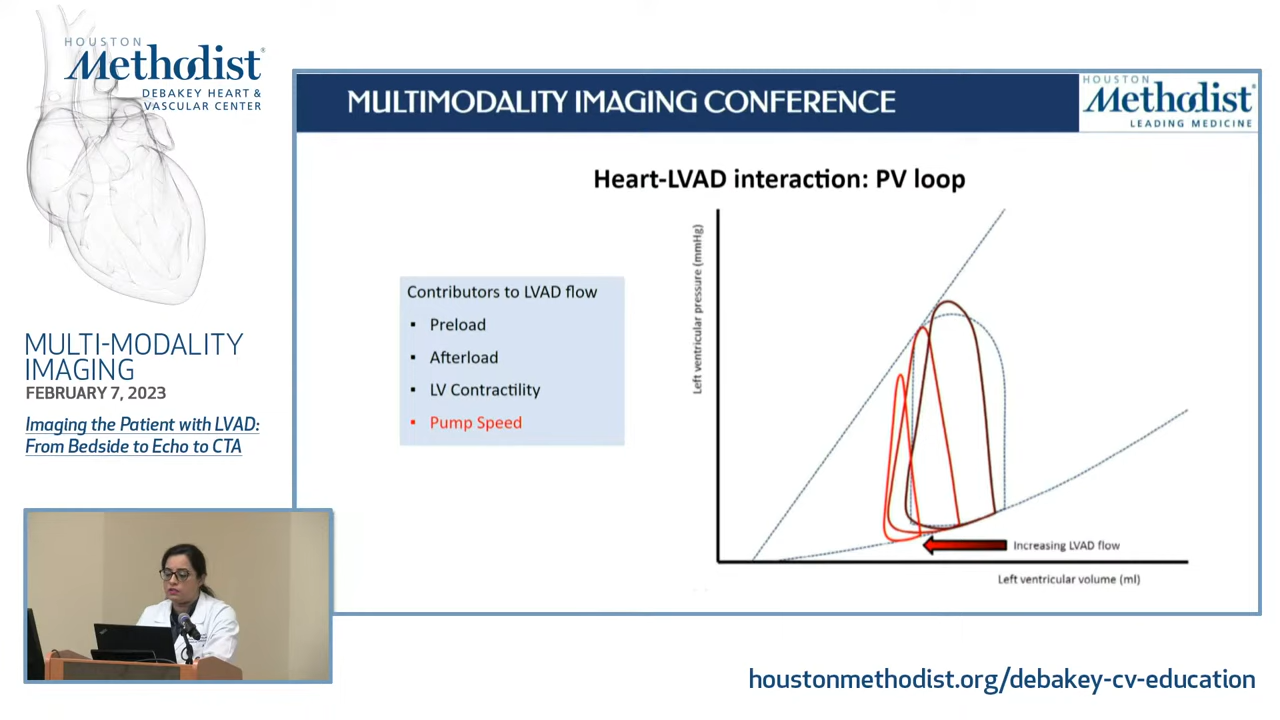 HOUSTON
Methodist
DEBAKEY HEART &
VASCULAR CENTER
MULTI-MODALITY
IMAGING
FEBRUARY 7, 2023
Imaging the Patient with LVAD:
From Bedside to Echo to CTA
MULTIMODALITY IMAGING CONFERENCE
HOUSTON
Methodist
LEADING MEDICINE
Heart-LVAD interaction: PV loop
Contributors to LVAD flow
▪ Preload
▪ Afterload
▪ LV Contractility
▪ Pump Speed
Left ventricular pressure (mmHg)
Increasing LVAD flow
Left ventricular volume (ml)
houstonmethodist.org/debakey-cv-education